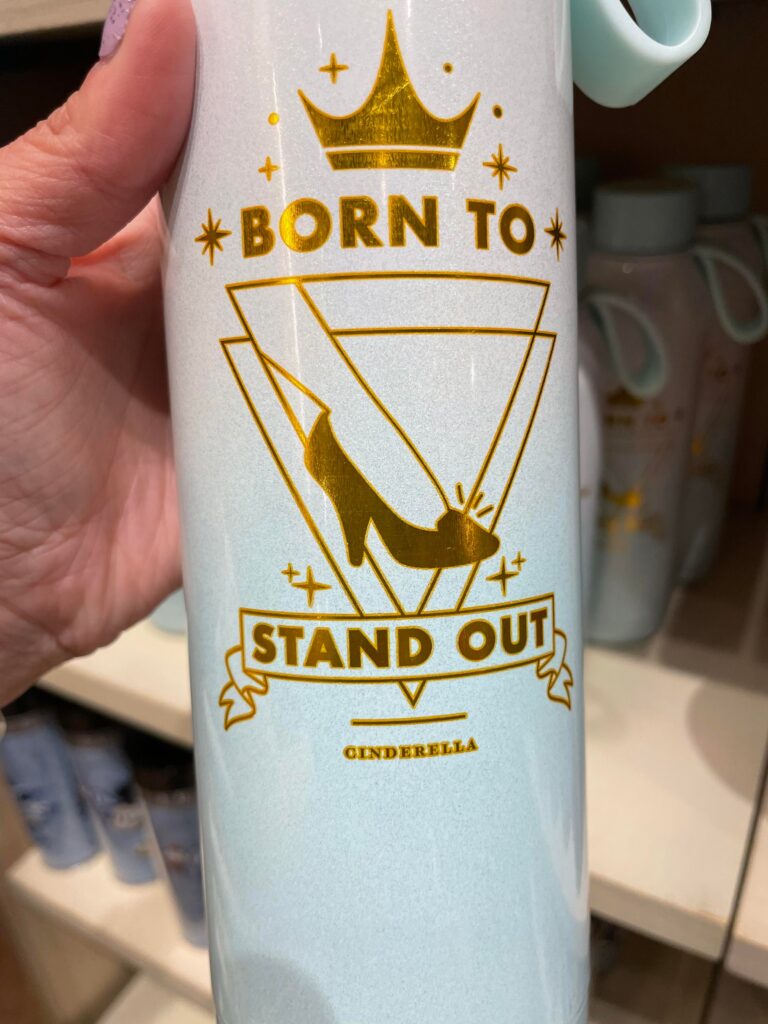 BORN TO
STAND OUT
CINDERELLA